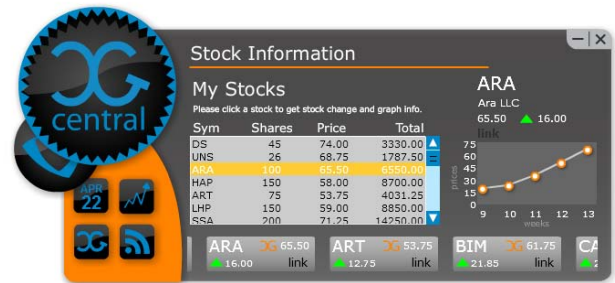 central
APR
22
Stock Information
My Stocks
Please click a stock to get stock change and graph info.
Sym Shares Price Total
DS 45 74.00 3330.00
UNS 26 68.75 1787.50
ARA 100 65.50 6550.00
HAP 150 58.00 8700.00
ART 75 53.75 4031.25
LHP 150 59.00 8850.00
SSA 200 71.25 14250.00
ARA
Ara LLC
65.50 16.00
link
prices
75
60
45
30
15
0
9 10 11 12 13
weeks
ARA 65.50
16.00 link
ART 53.75
12.75 link
BIM 61.75
21.85 link
CA